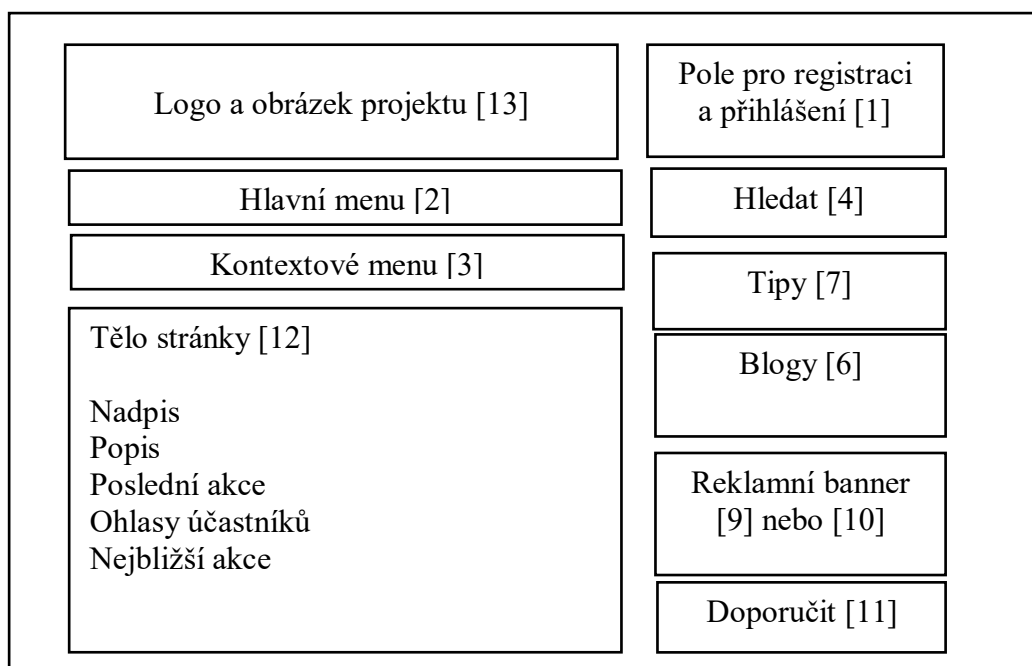 Logo a obrázek projektu [13]
Pole pro registraci
a přihlášení [1]
Hlavní menu [2]
Hledat [4]
Kontextové menu [3]
Tipy [7]
Tělo stránky [12]
Nadpis
Popis
Poslední akce
Ohlasy účastníků
Nejbližší akce
Blogy [6]
Reklamní banner
[9] nebo [10]
Doporučit [11]